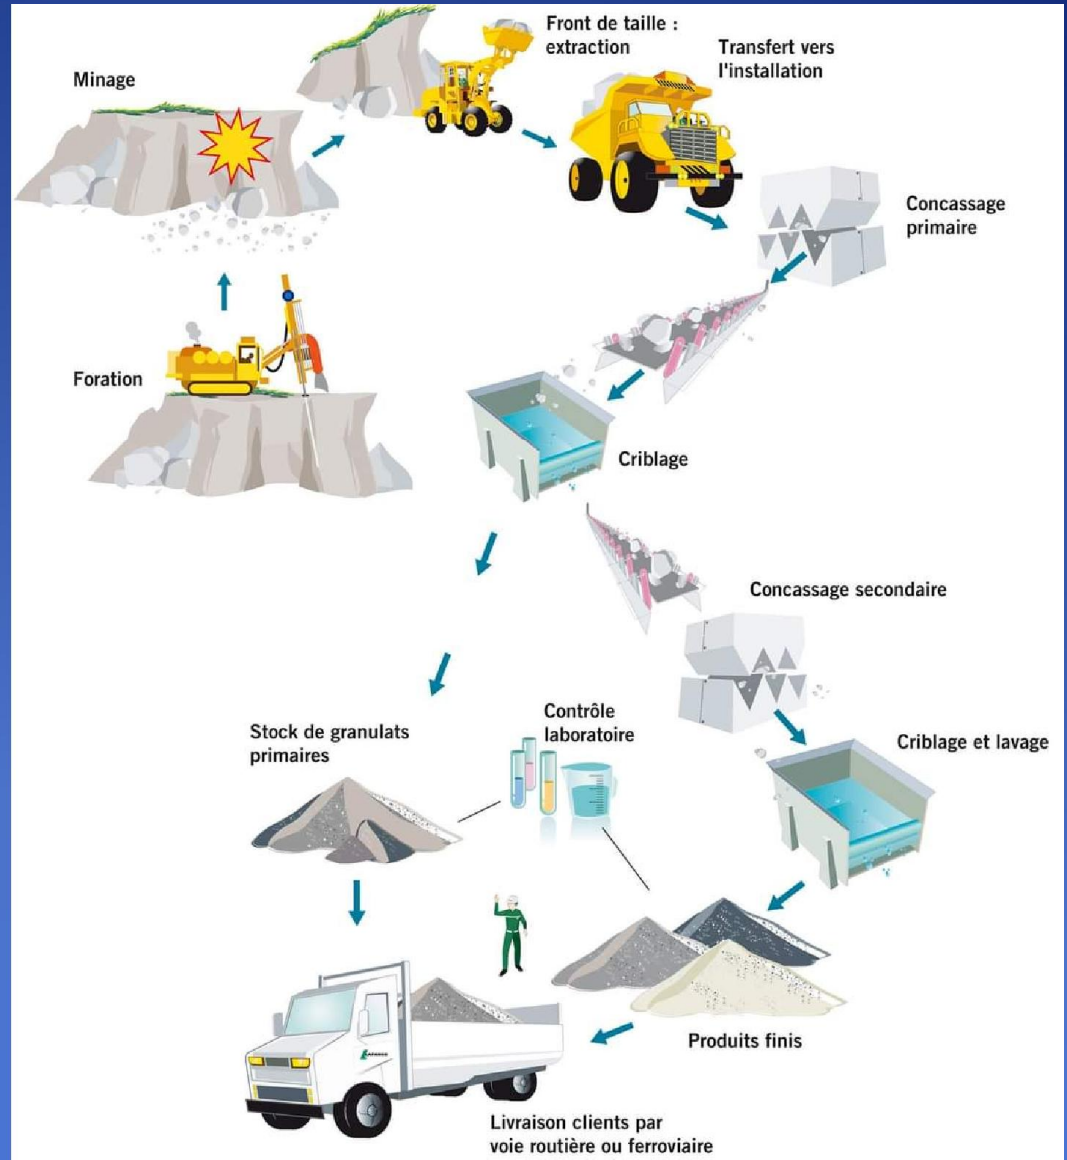 Minage
Front de taille :
extraction
Transfert vers
l'installation
Concassage
primaire
Foration
Criblage
Concassage secondaire
Stock de granulats
primaires
Contrôle
laboratoire
Criblage et lavage
Produits finis
Livraison clients par
voie routière ou ferroviaire